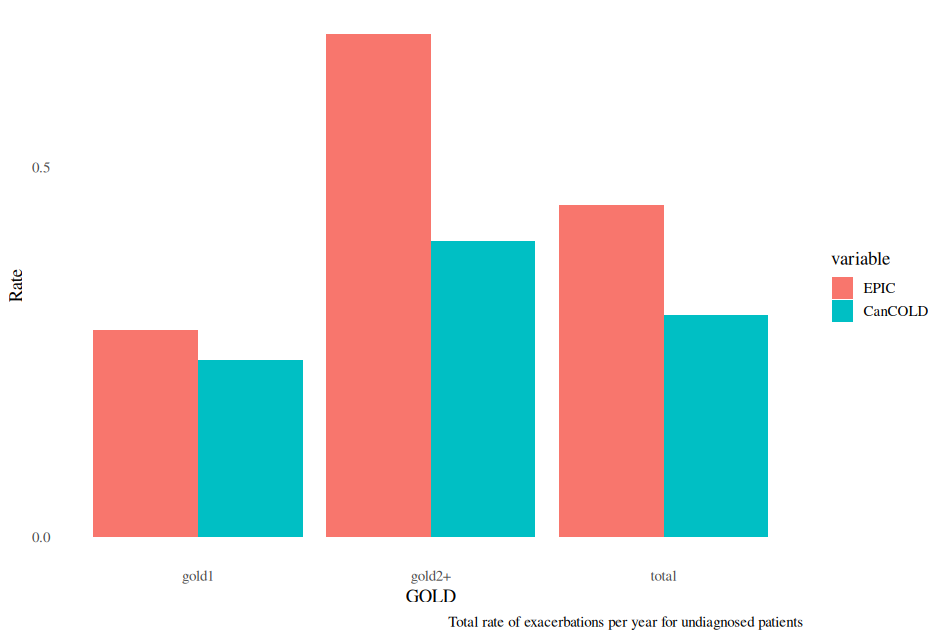 0.5
0.0
Rate
gold1
gold2+
total
GOLD
Total rate of exacerbations per year for undiagnosed patients
variable
EPIC
CanCOLD